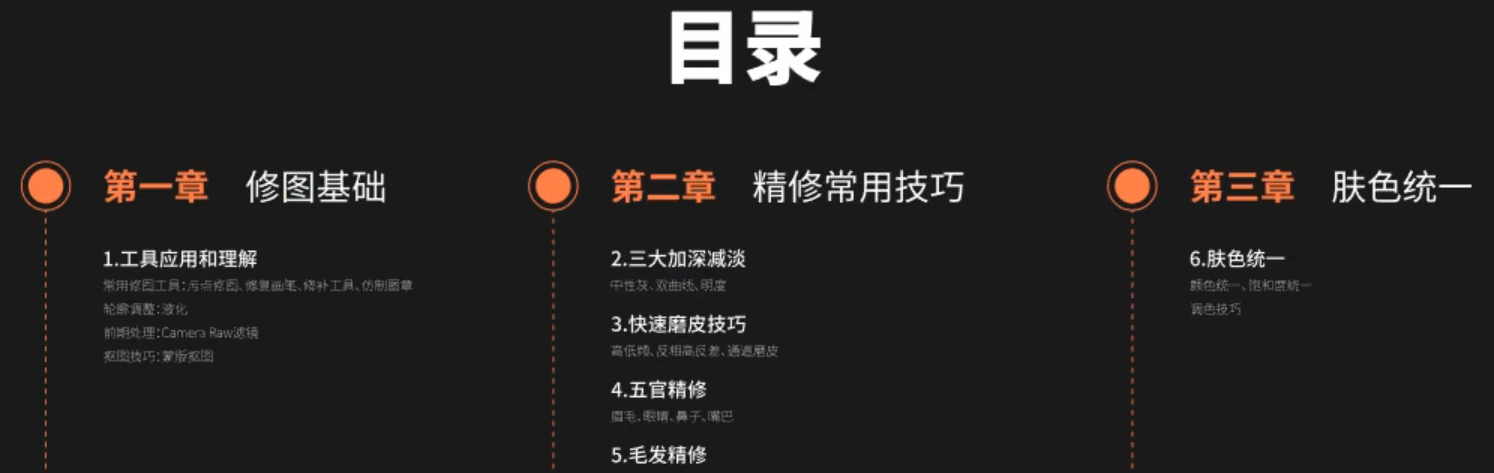 目录
第一章 修图基础
1.工具应用和理解
常用修图工具:污点修图、修复画笔、修补工具、仿制图章
轮廓调整:液化
前期处理:Camera Raw滤镜
抠图技巧:蒙版抠图
第二章 精修常用技巧
2.三大加深减淡
中性灰、双曲线、明度
3.快速磨皮技巧
高低频、反相高反差、通道磨皮
4.五官精修
眉毛、眼睛、鼻子、嘴巴
5.毛发精修
第三章 肤色统一
6.肤色统一
颜色统一、饱和度统一
调色技巧